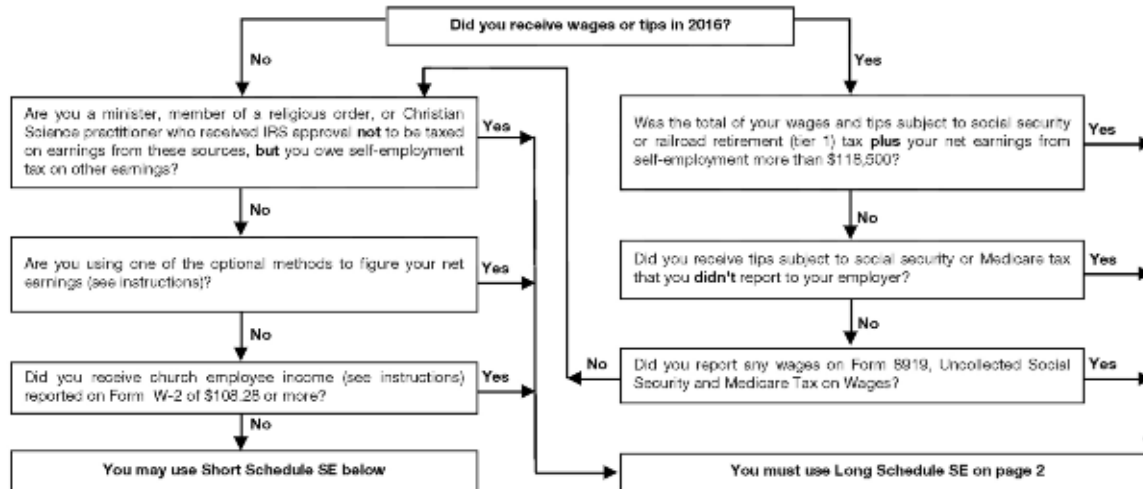 Did you receive wages or tips in 2016?
No
Yes
Are you a minister, member of a religious order, or Christian
Science practitioner who received IRS approval not to be taxed
on earnings from these sources, but you owe self-employment
tax on other earnings?
Yes
Was the total of your wages and tips subject to social security
or railroad retirement (tier 1) tax plus your net earnings from
self-employment more than $118,500?
Yes
No
No
Are you using one of the optional methods to figure your net
earnings (see instructions)?
Yes
Did you receive tips subject to social security or Medicare tax
that you didn't report to your employer?
Yes
No
No
Did you receive church employee income (see instructions)
reported on Form W-2 of $108.28 or more?
Yes
No
Did you report any wages on Form 8919, Uncollected Social
Security and Medicare Tax on Wages?
Yes
No
You may use Short Schedule SE below
You must use Long Schedule SE on page 2